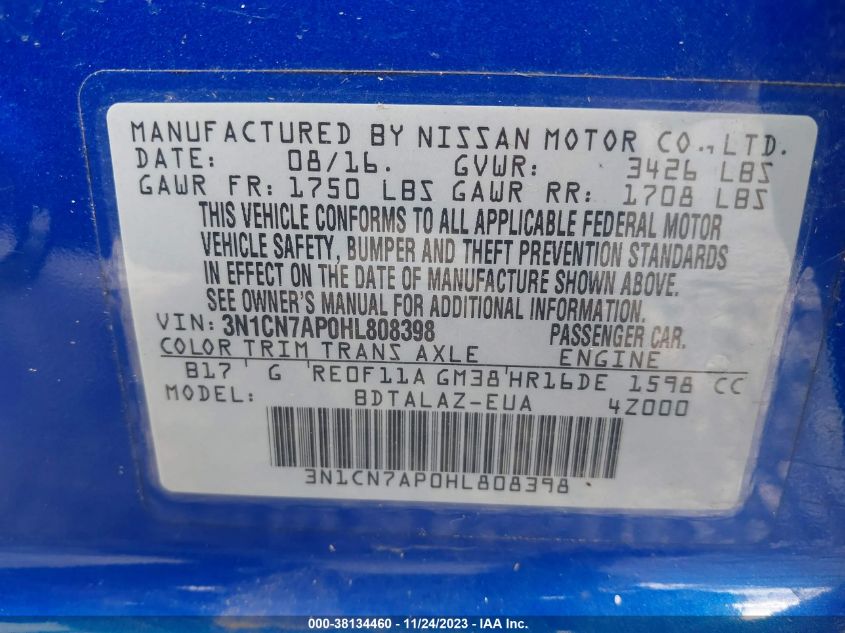 MANUFACTURED BY NISSAN MOTOR CO., LTD.
DATE: 08/16. GVWR: 3426 LBS
GAWR FR: 1750 LBS GAWR RR: 1708 LBS
THIS VEHICLE CONFORMS TO ALL APPLICABLE FEDERAL MOTOR
VEHICLE SAFETY, BUMPER AND THEFT PREVENTION STANDARDS
IN EFFECT ON THE DATE OF MANUFACTURE SHOWN ABOVE.
SEE OWNER'S MANUAL FOR ADDITIONAL INFORMATION.
VIN: 3N1CN7AP0HL808398 PASSENGER CAR.
COLOR TRIM TRANS AXLE ENGINE
B17 ' G ' RE0F11A GM38 ' HR16DE 1598 CC
MODEL: BDTALAZ-EUA 4Z000
3N1CN7AP0HL808398
000-38134460 - 11/24/2023 - IAA Inc.